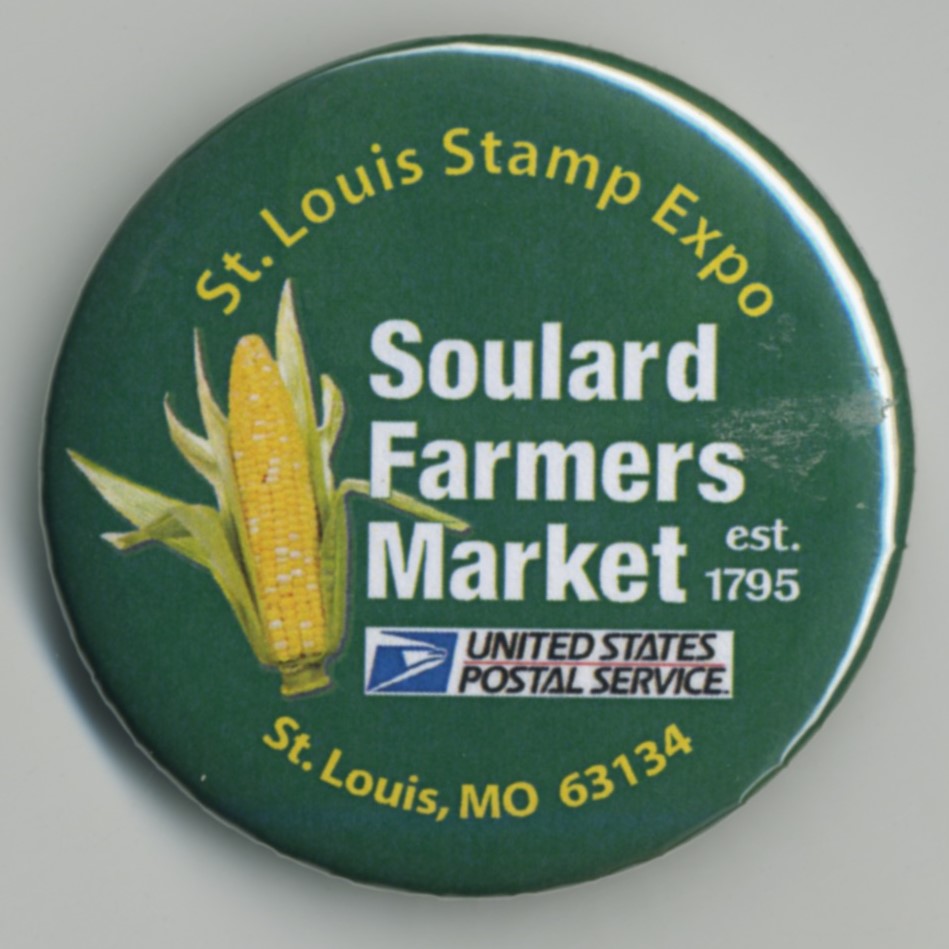 St. Louis Stamp Expo
Soulard
Farmers
Market
est.
1795
UNITED STATES
POSTAL SERVICE.
St. Louis, MO 63134